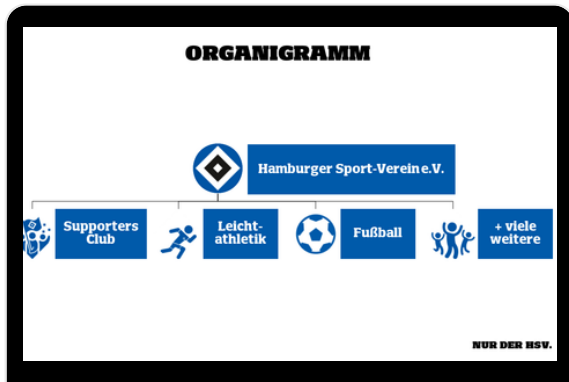 ORGANIGRAMM
Hamburger Sport-Verein e.V.
Supporters
Club
Leicht-
athletik
Fußball
+ viele
weitere
NUR DER HSV.